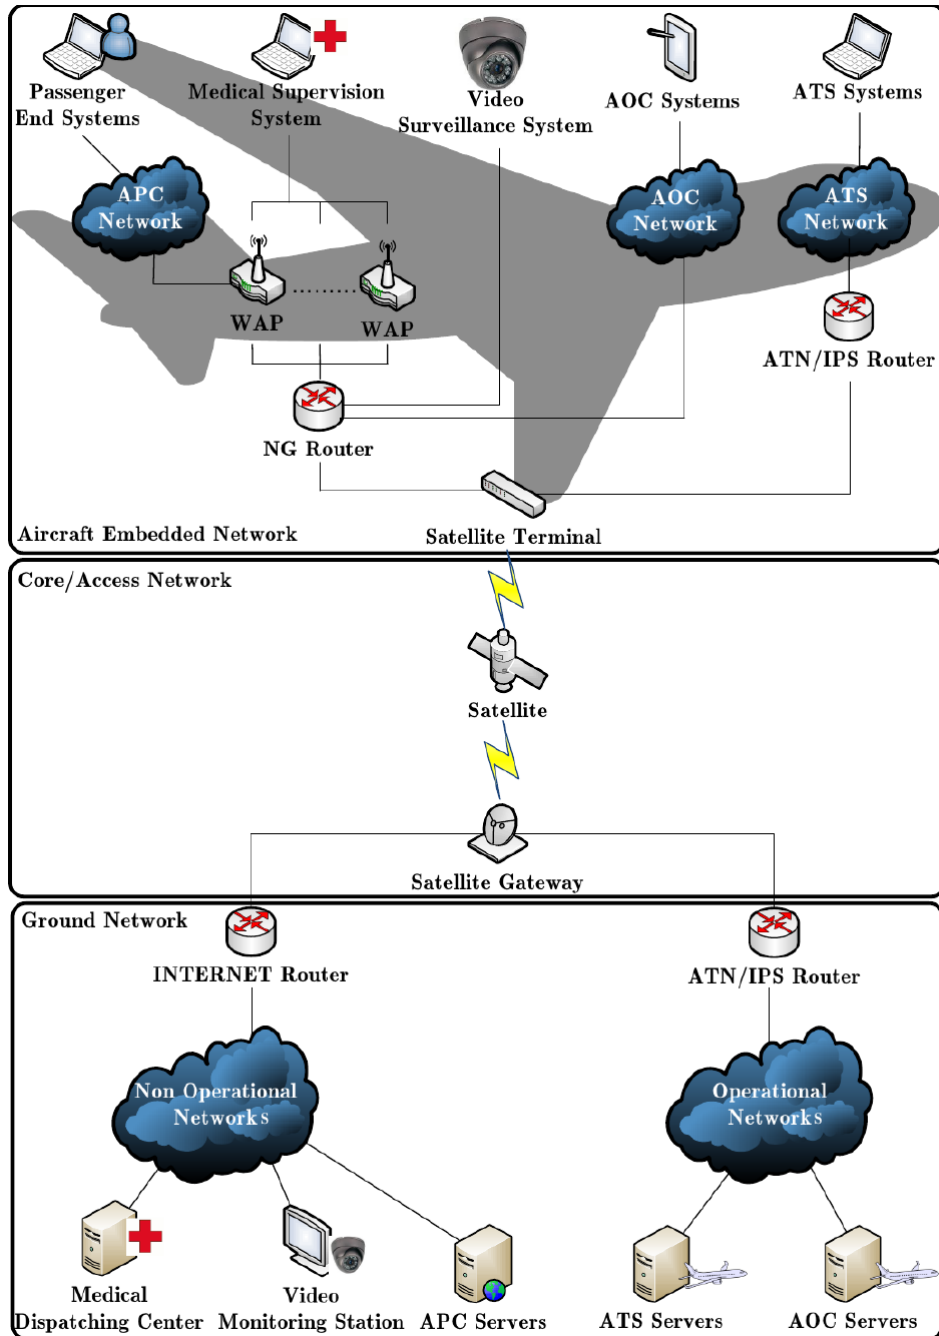 Passenger
End Systems
Medical Supervision
System
Video
Surveillance System
AOC Systems
ATS Systems
APC
Network
AOC
Network
ATS
Network
WAP
WAP
ATN/IPS Router
NG Router
Satellite Terminal
Aircraft Embedded Network
Core/Access Network
Satellite
Satellite Gateway
Ground Network
INTERNET Router
ATN/IPS Router
Non Operational
Networks
Operational
Networks
Medical
Dispatching Center
Video
Monitoring Station
APC Servers
ATS Servers
AOC Servers